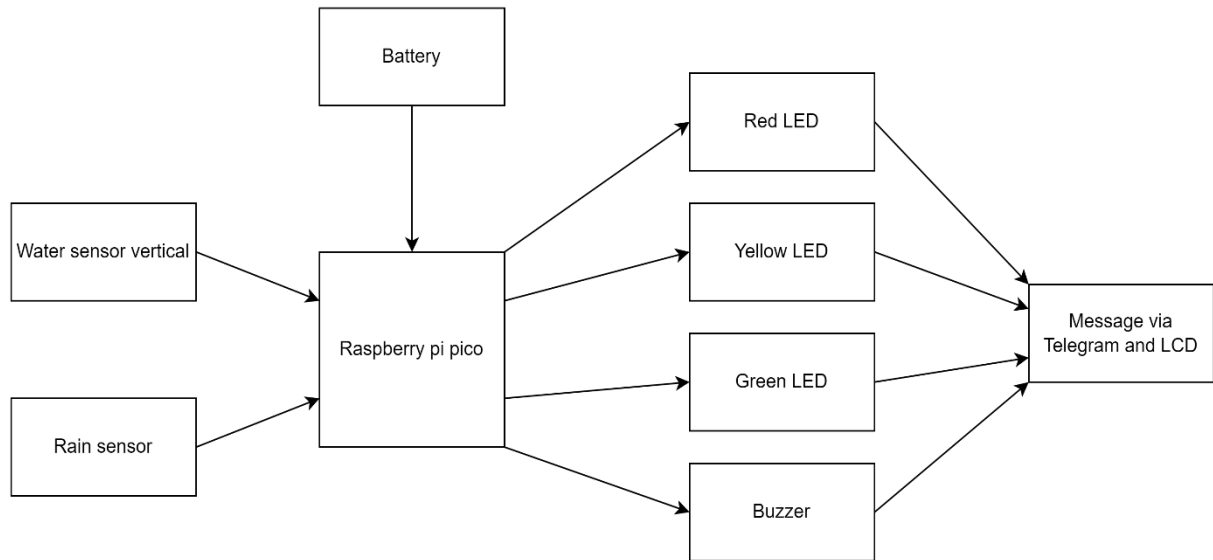 Battery
Red LED
Water sensor vertical
Yellow LED
Raspberry pi pico
Message via
Telegram and LCD
Green LED
Rain sensor
Buzzer